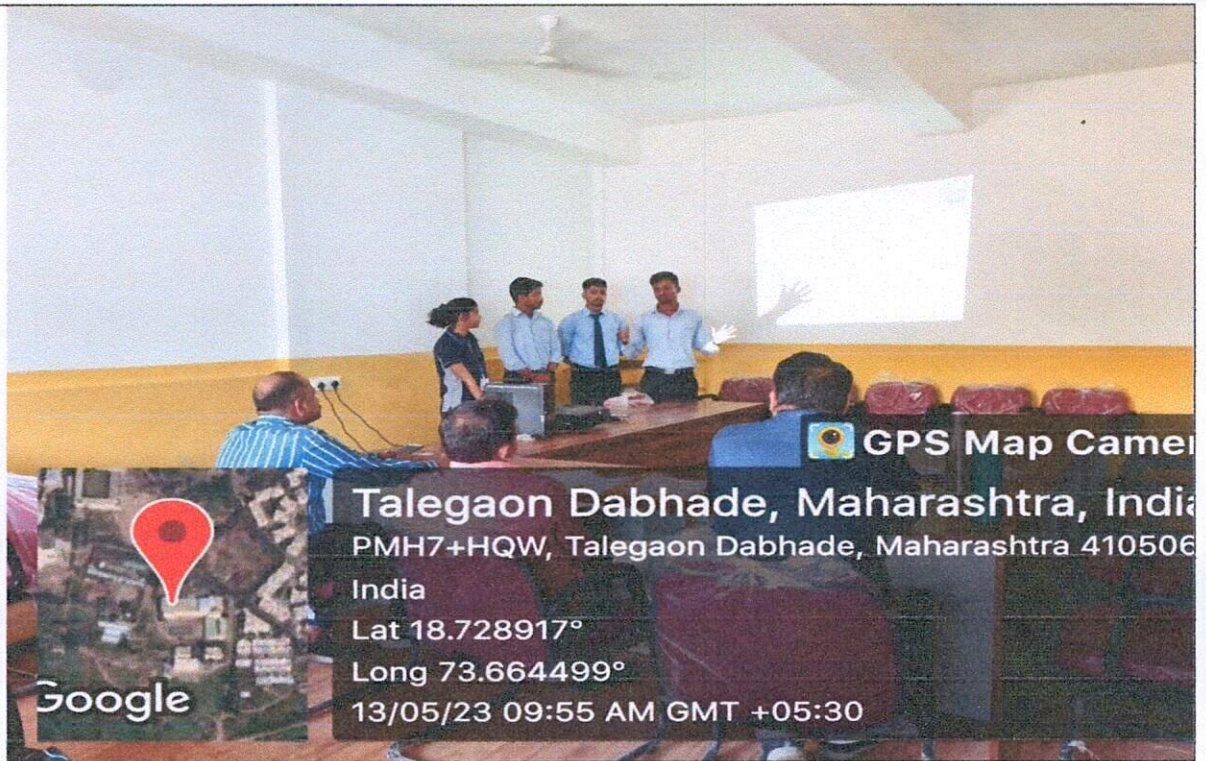 GPS Map Camer
Talegaon Dabhade, Maharashtra, India
PMH7+HQW, Talegaon Dabhade, Maharashtra 410506
India
Lat 18.728917°
Long 73.664499°
13/05/23 09:55 AM GMT +05:30
Google